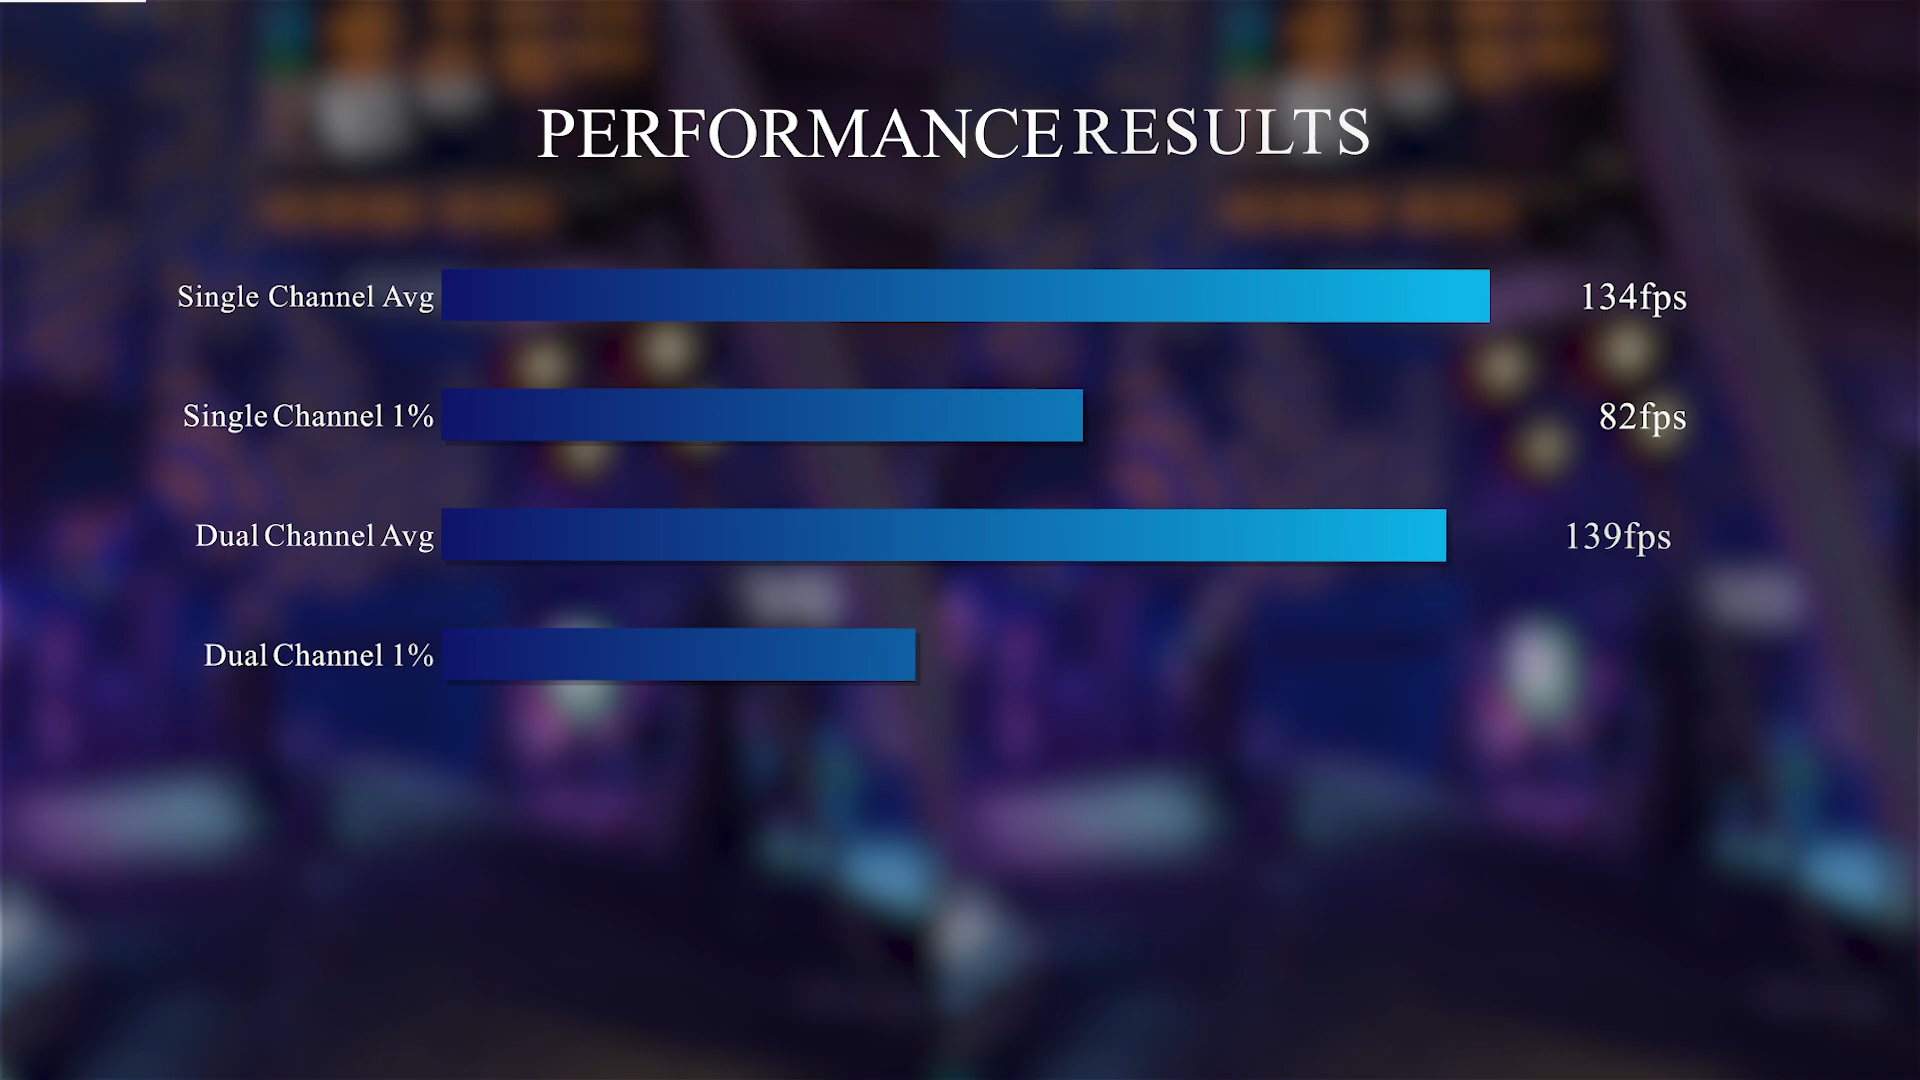 PERFORMANCE RESULTS
Single Channel Avg 134fps
Single Channel 1% 82fps
Dual Channel Avg 139fps
Dual Channel 1%